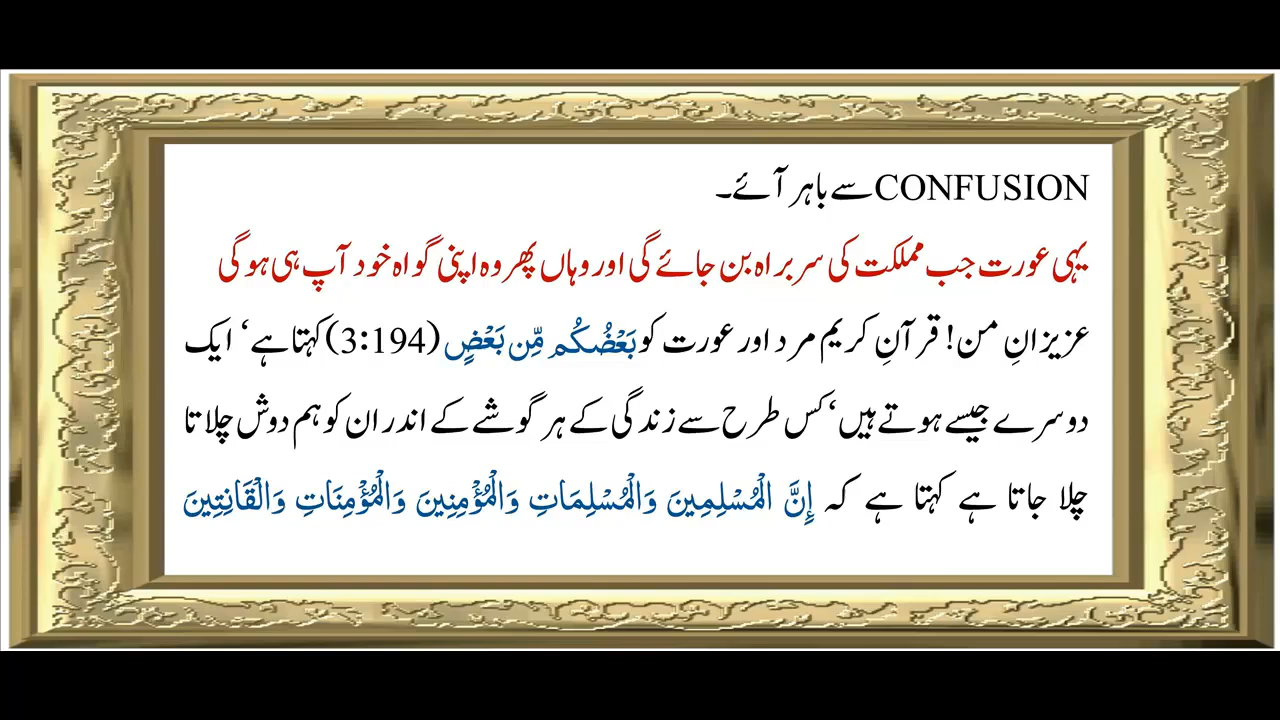 CONFUSION سے باہر آئے۔
یہی عورت جب مملکت کی سربراہ بن جائے گی اور وہاں پھر وہ اپنی گواہ خود آپ ہی ہو گی
عزیزانِ من! قرآنِ کریم مرد اور عورت کو بَعْضُكُم مِّن بَعْضٍ (3:194) کہتا ہے‘ ایک
دوسرے جیسے ہوتے ہیں‘ کس طرح سے زندگی کے ہر گوشے کے اندر ان کو ہم دوش چلاتا
چلا جاتا ہے کہتا ہے کہ إِنَّ الْمُسْلِمِينَ وَالْمُسْلِمَاتِ وَالْمُؤْمِنِينَ وَالْمُؤْمِنَاتِ وَالْقَانِتِينَ